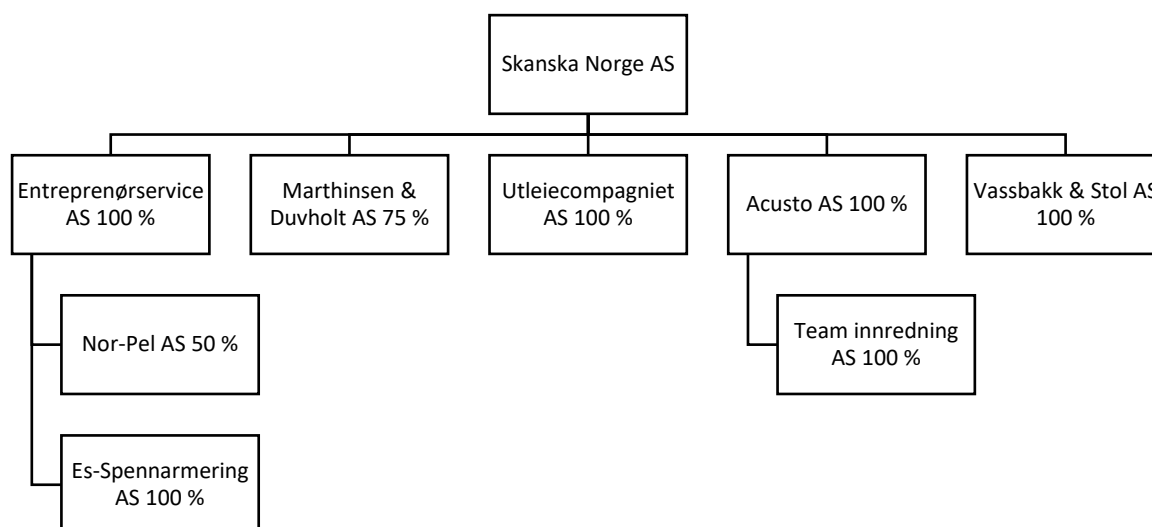 Skanska Norge AS
Entreprenørservice
AS 100 %
Marthinsen &
Duvholt AS 75 %
Utleiecompagniet
AS 100 %
Acusto AS 100 %
Vassbakk & Stol AS
100 %
Nor-Pel AS 50 %
Team innredning
AS 100 %
Es-Spennarmering
AS 100 %